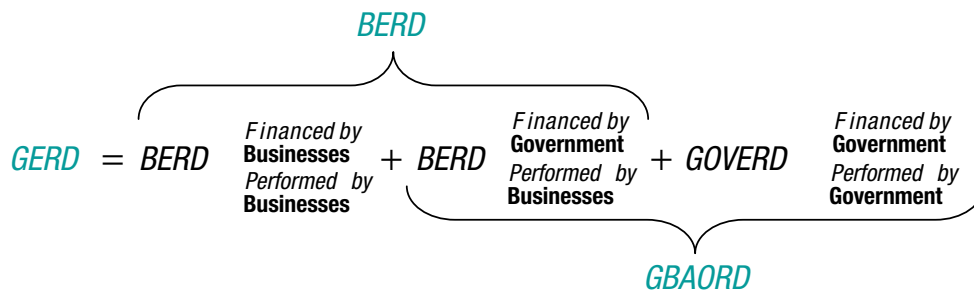 BERD
GERD = BERD Financed by Businesses Performed by Businesses + BERD Financed by Government Performed by Businesses + GOVERD Financed by Government Performed by Government
GBAORD